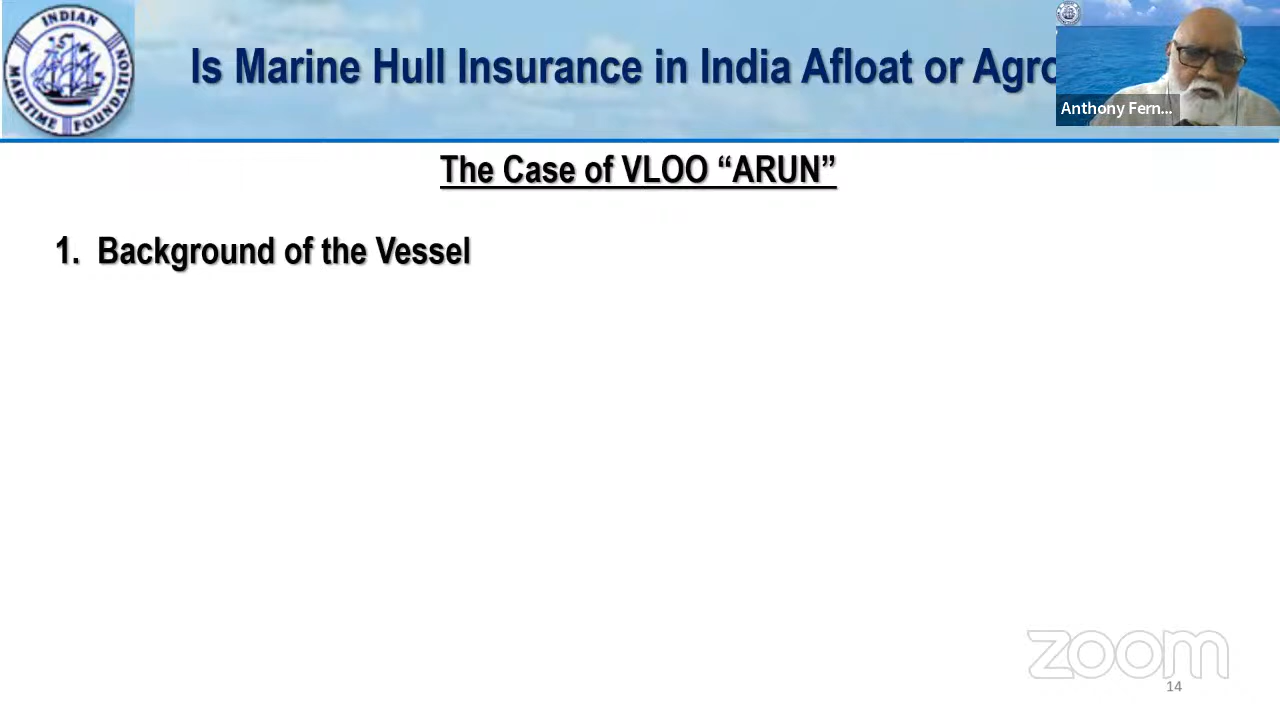 INDIAN MARITIME FOUNDATION
Is Marine Hull Insurance in India Afloat or Agro
Anthony Fern...
The Case of VLOO “ARUN”
1. Background of the Vessel
zoom
14